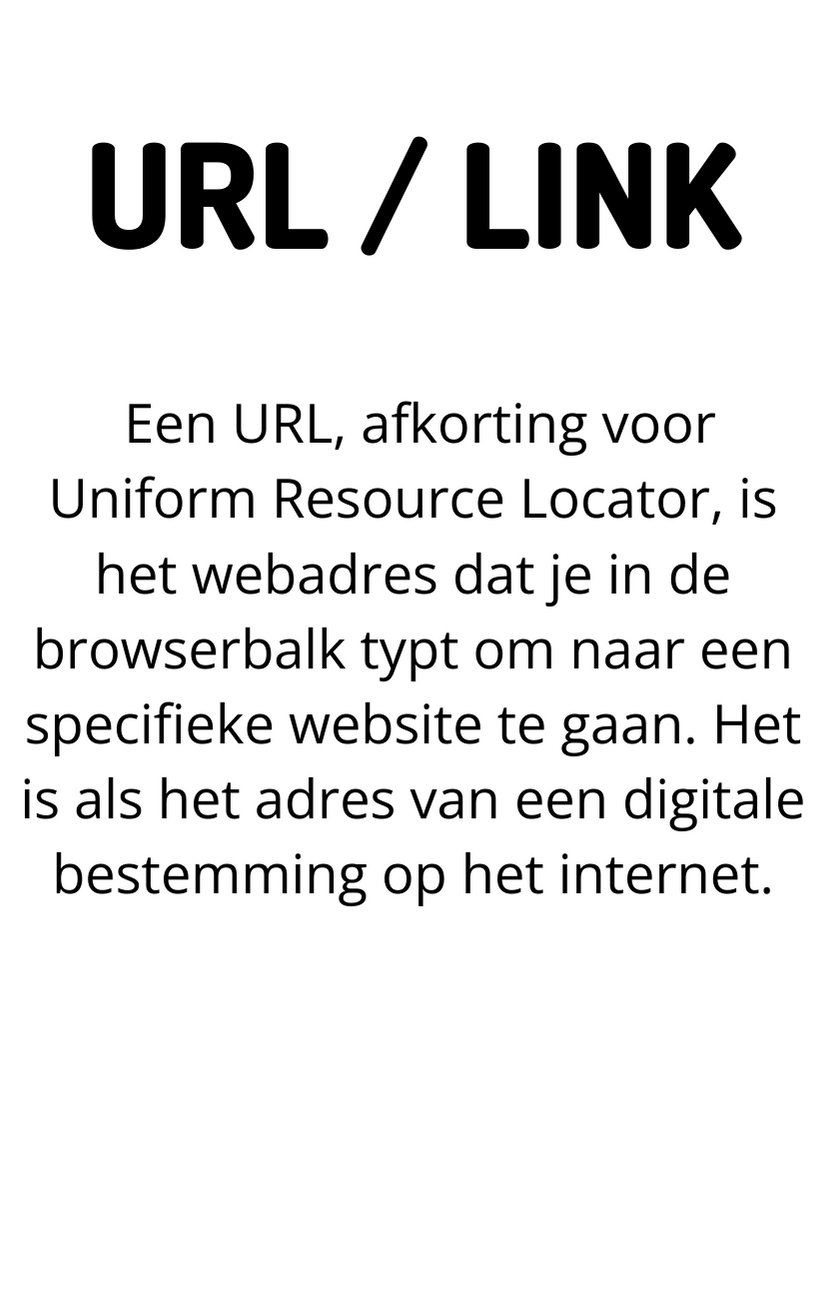 URL / LINK
Een URL, afkorting voor
Uniform Resource Locator, is
het webadres dat je in de
browserbalk typt om naar een
specifieke website te gaan. Het
is als het adres van een digitale
bestemming op het internet.